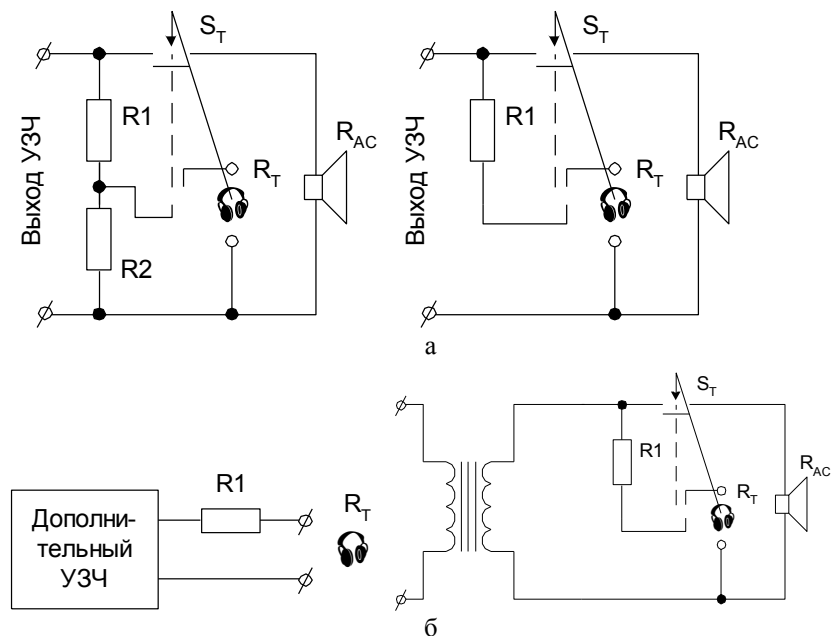 S_T
R1
R_AC
R_T
R2
Выход УЗЧ
S_T
R1
R_AC
R_T
Выход УЗЧ
а
Дополни-
тельный
УЗЧ
R1
R_T
S_T
R1
R_AC
R_T
б